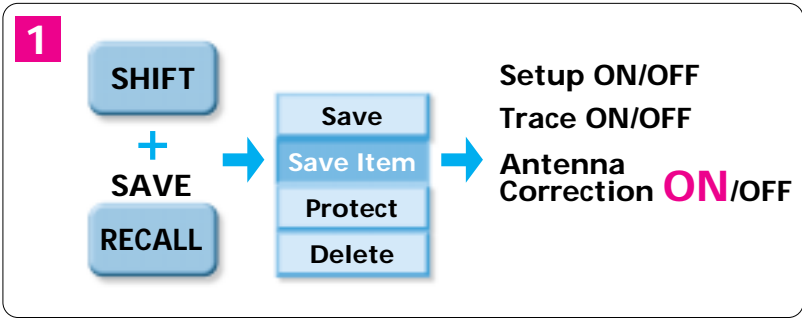 1
SHIFT
+
SAVE
RECALL
Save
Save Item
Protect
Delete
Setup ON/OFF
Trace ON/OFF
Antenna
Correction ON/OFF